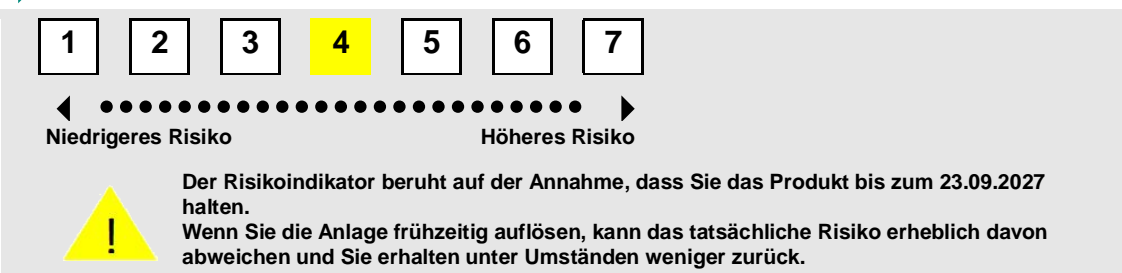 1 2 3 4 5 6 7
Niedrigeres Risiko Höheres Risiko
Der Risikoindikator beruht auf der Annahme, dass Sie das Produkt bis zum 23.09.2027
halten.
!
Wenn Sie die Anlage frühzeitig auflösen, kann das tatsächliche Risiko erheblich davon
abweichen und Sie erhalten unter Umständen weniger zurück.